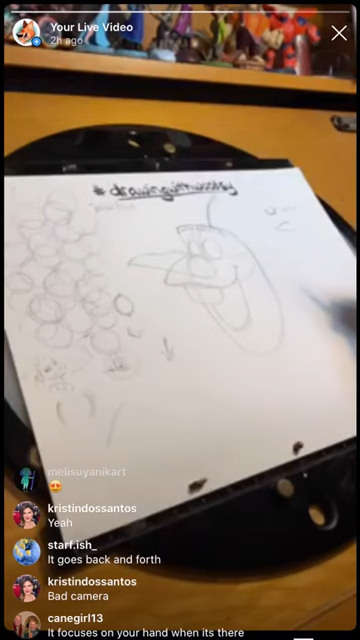 Your Live Video
2h ago
#drawingwithwoosy
melisuyanikart
😍
kristindossantos
Yeah
starf.ish_
It goes back and forth
kristindossantos
Bad camera
canegirl13
It focuses on your hand when its there